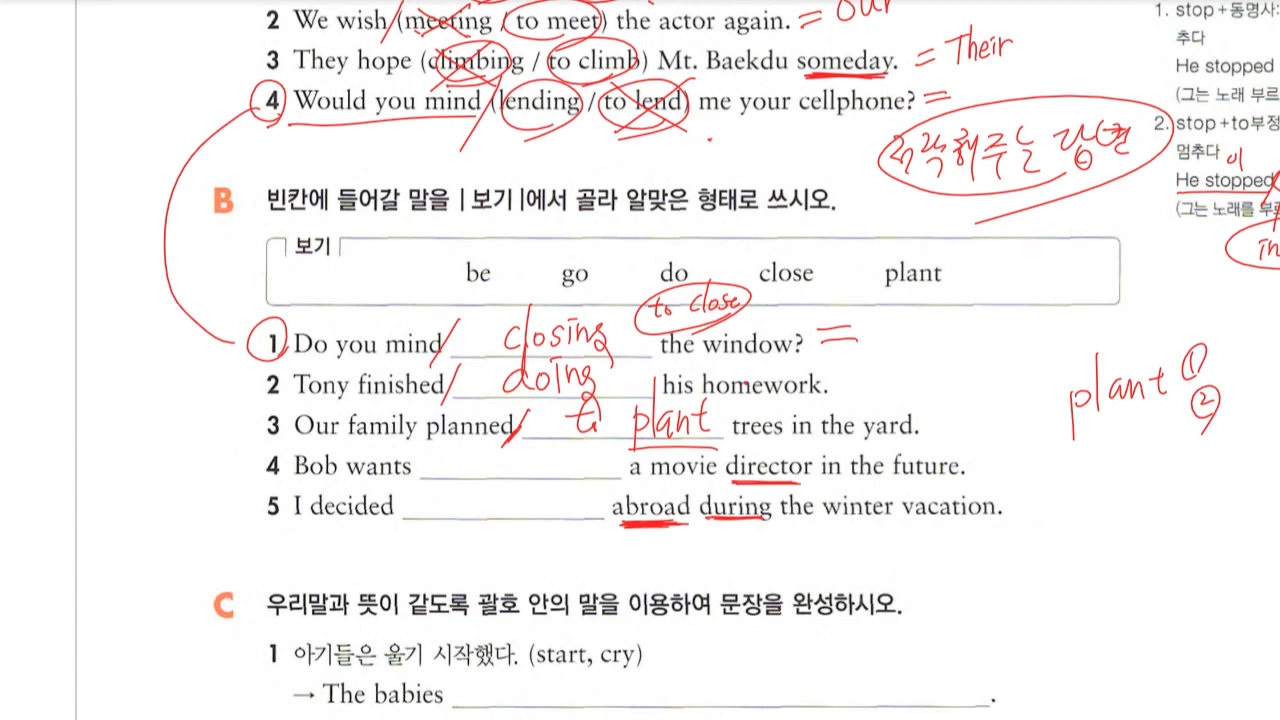 2 We wish (meeting / to meet) the actor again. = Our
3 They hope (climbing / to climb) Mt. Baekdu someday. = Their
4 Would you mind (lending / to lend) me your cellphone? =
1. stop+동명사:
추다
He stopped
(그는 노래 부르
2. stop+to부정
멈추다 이
He stopped
(그는 노래를 부르
in
B 빈칸에 들어갈 말을 |보기|에서 골라 알맞은 형태로 쓰시오.
보기
be go do close plant
to close
1 Do you mind closing the window? =
2 Tony finished doing his homework.
3 Our family planned to plant trees in the yard.
plant ①
②
4 Bob wants ____ a movie director in the future.
5 I decided ____ abroad during the winter vacation.
C 우리말과 뜻이 같도록 괄호 안의 말을 이용하여 문장을 완성하시오.
1 아기들은 울기 시작했다. (start, cry)
→ The babies ____.